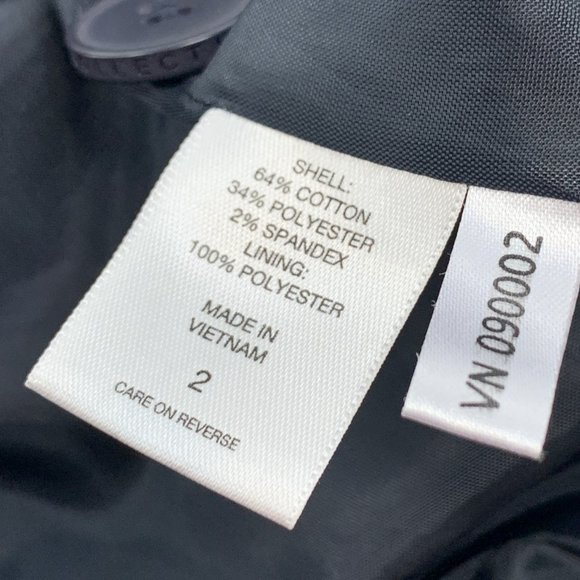 SHELL:
64% COTTON
34% POLYESTER
2% SPANDEX
LINING:
100% POLYESTER
MADE IN
VIETNAM
2
CARE ON REVERSE
VN 090002